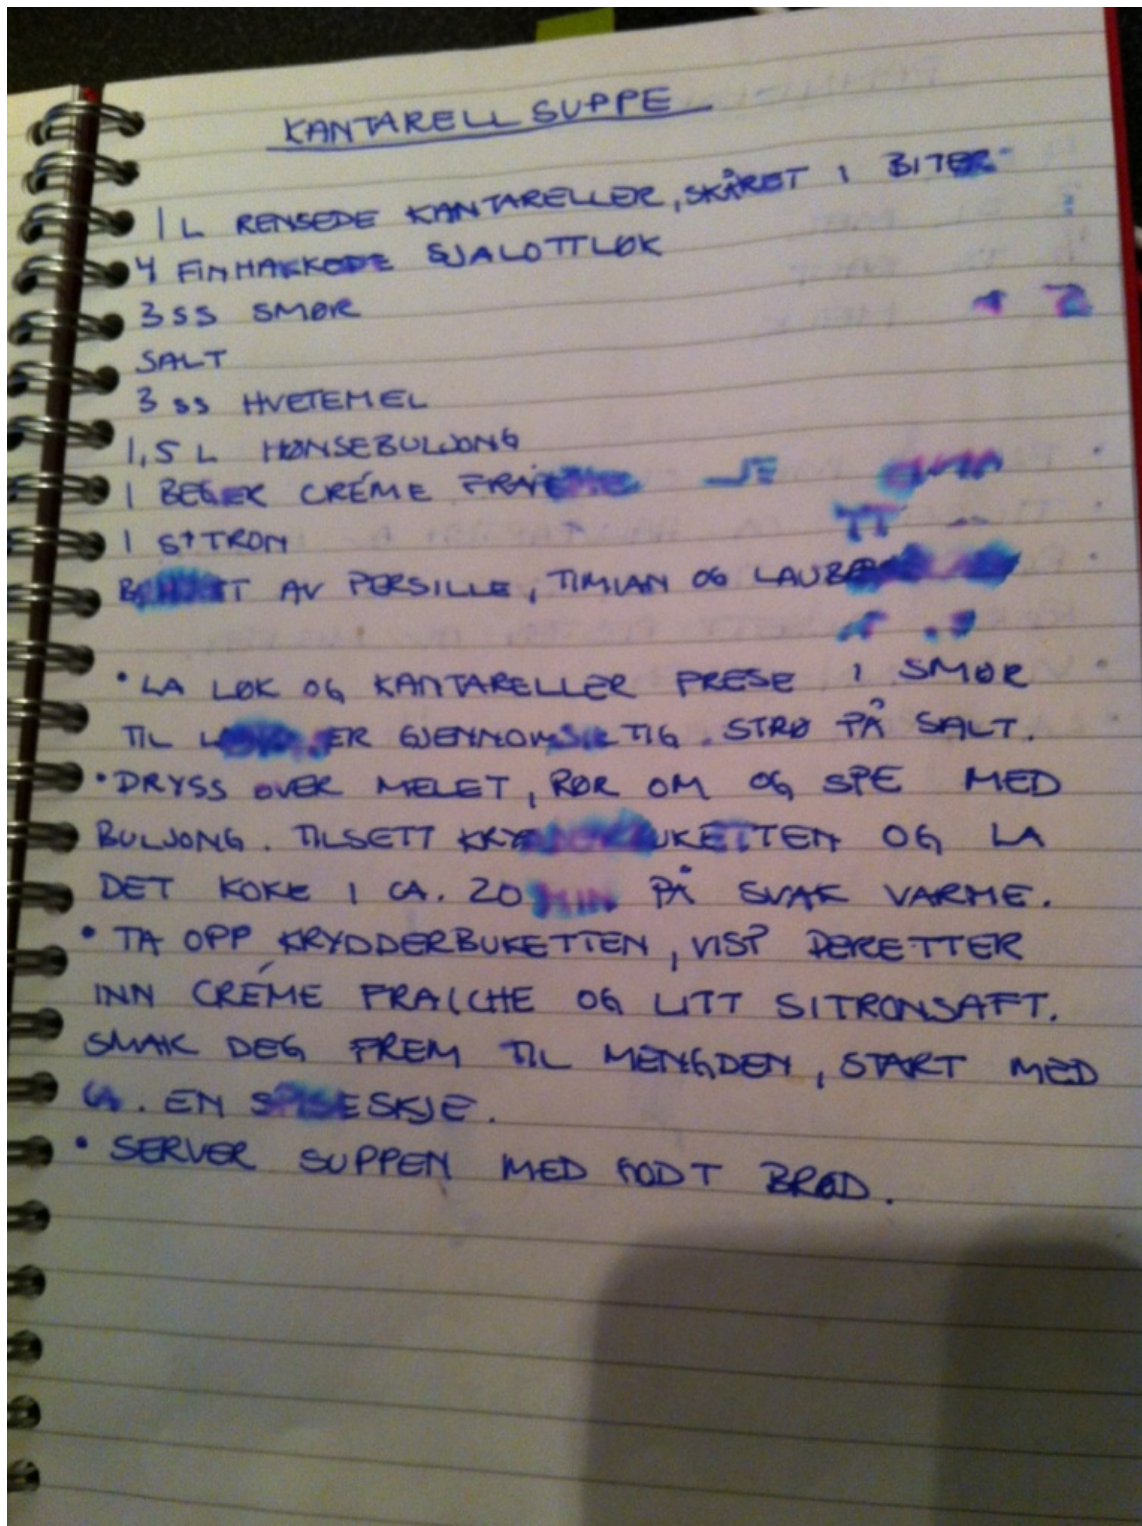 KANTARELLSUPPE
1 L RENSEDE KANTARELLER, SKÅRET I BITER
4 FINHAKKEDE SJALOTTLØK
3 SS SMØR
SALT
3 SS HVETEMEL
1,5 L HØNSEBULJONG
1 BEGER CRÉME
1 SITRON
AV PERSILLE, TIMIAN OG
• LA LØK OG KANTARELLER FRESE I SMØR
TIL ER GJENNOMSIKTIG. STRØ PÅ SALT.
• DRYSS OVER MELET, RØR OM OG SPE MED
BULJONG. TILSETT KRYDDERBUKETTEN OG LA
DET KOKE I CA. 20 MIN PÅ SVAK VARME.
• TA OPP KRYDDERBUKETTEN, VISP DERETTER
INN CRÉME FRAICHE OG LITT SITRONSAFT.
SMAK DEG FREM TIL MENGDEN, START MED
CA. EN SPISESKJE.
• SERVER SUPPEN MED GODT BRØD.